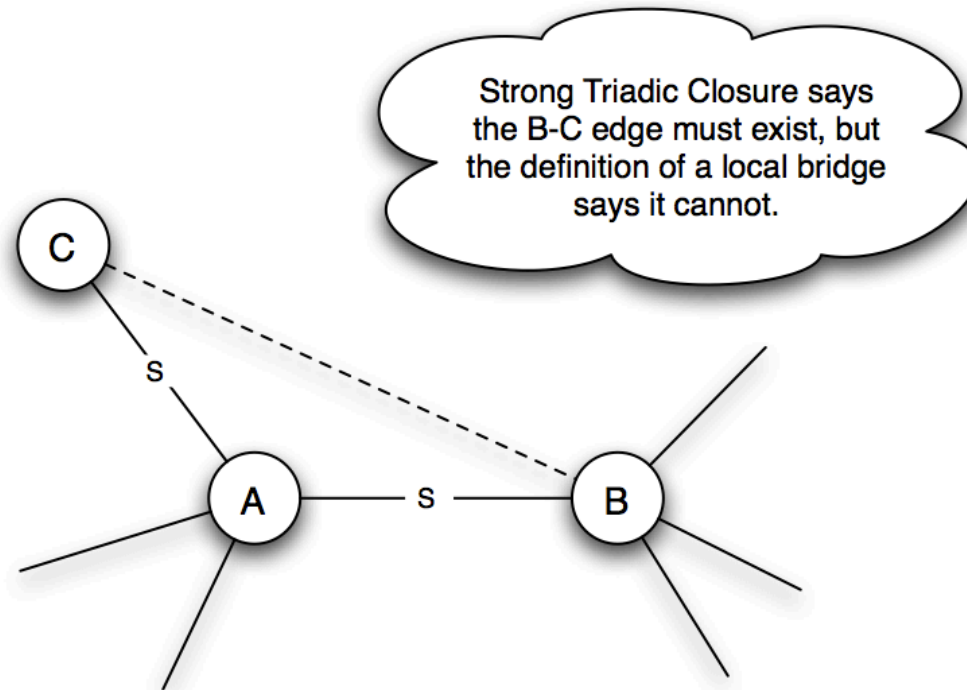 Strong Triadic Closure says
the B-C edge must exist, but
the definition of a local bridge
says it cannot.
C
S
A
S
B